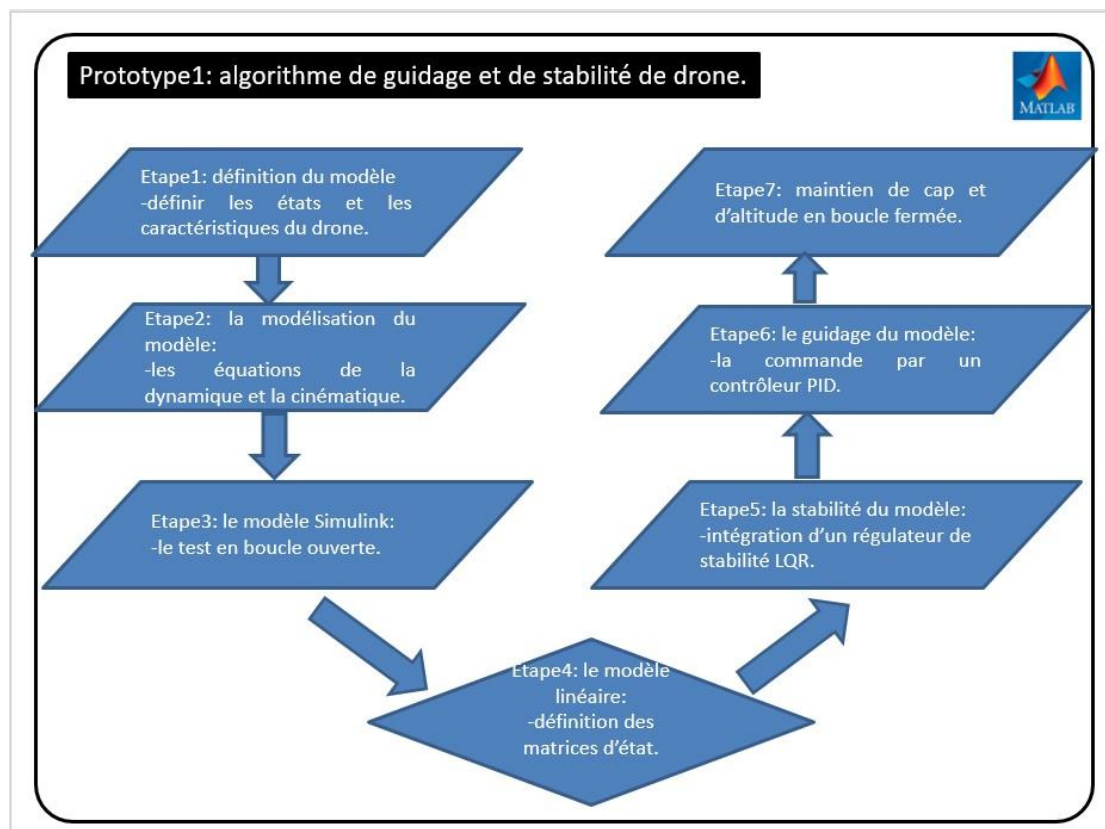 Prototype1: algorithme de guidage et de stabilité de drone.
MATLAB
Etape1: définition du modèle
-définir les états et les
caractéristiques du drone.
Etape2: la modélisation du
modèle:
-les équations de la
dynamique et la cinématique.
Etape3: le modèle Simulink:
-le test en boucle ouverte.
Etape4: le modèle
linéaire:
-définition des
matrices d’état.
Etape5: la stabilité du modèle:
-intégration d’un régulateur de
stabilité LQR.
Etape6: le guidage du modèle:
-la commande par un
contrôleur PID.
Etape7: maintien de cap et
d’altitude en boucle fermée.